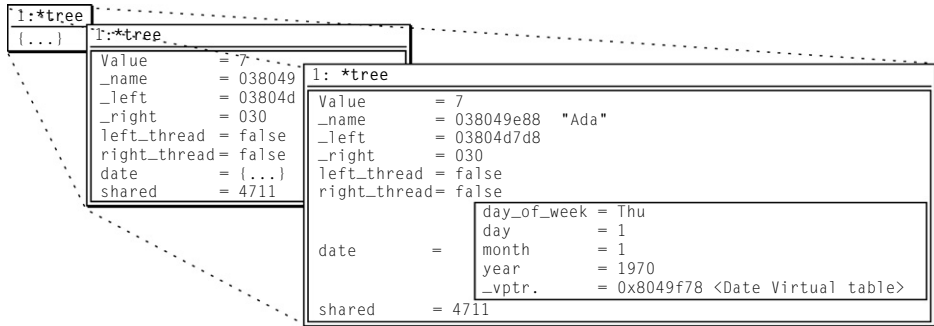 1:*tree
{...}
1:*tree
Value = 7
_name = 038049
_left = 03804d
_right = 030
left_thread = false
right_thread= false
date = {...}
shared = 4711
1: *tree
Value = 7
_name = 038049e88 "Ada"
_left = 03804d7d8
_right = 030
left_thread = false
right_thread= false
date =
day_of_week = Thu
day = 1
month = 1
year = 1970
_vptr. = 0x8049f78 <Date Virtual table>
shared = 4711